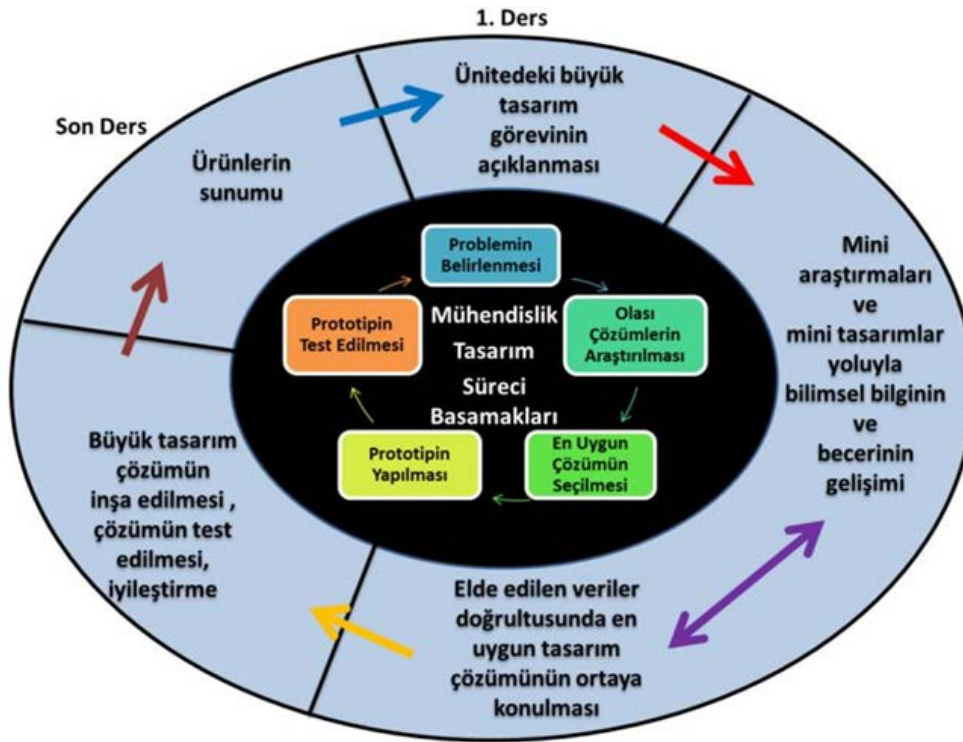 1. Ders
Ünitedeki büyük
tasarım
görevinin
açıklanması
Son Ders
Ürünlerin
sunumu
Mini
araştırmaları
ve
mini tasarımlar
yoluyla
bilimsel bilginin
ve
becerinin
gelişimi
Elde edilen veriler
doğrultusunda en
uygun tasarım
çözümünün ortaya
konulması
Büyük tasarım
çözümün
inşa edilmesi ,
çözümün test
edilmesi,
iyileştirme
Problemin
Belirlenmesi
Olası
Çözümlerin
Araştırılması
En Uygun
Çözümün
Seçilmesi
Prototipin
Yapılması
Prototipin
Test Edilmesi
Mühendislik
Tasarım
Süreci
Basamakları